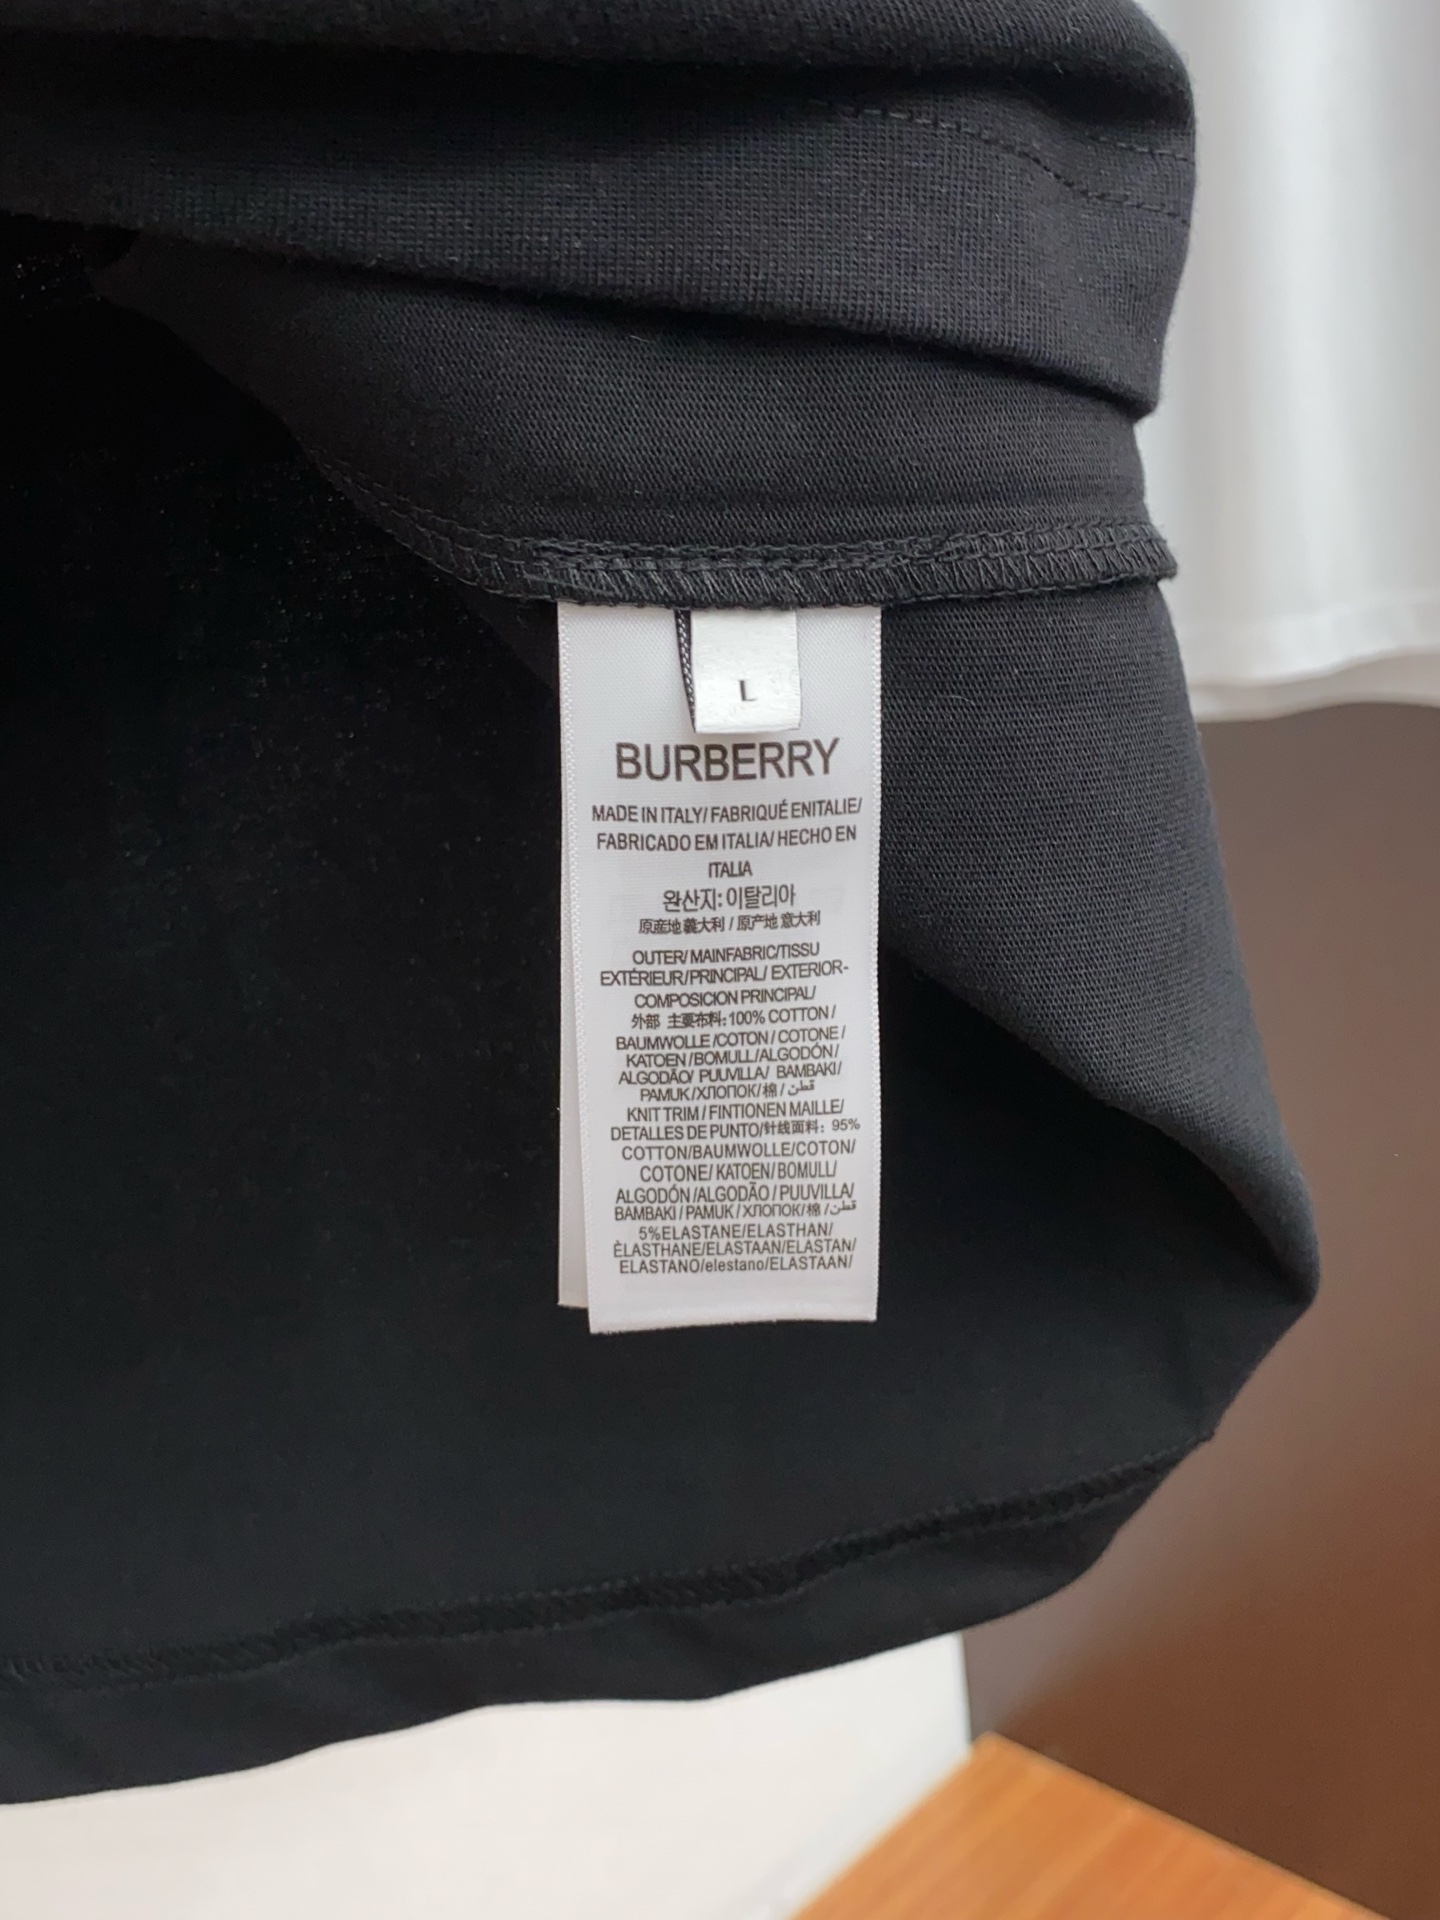 L
BURBERRY
MADE IN ITALY/ FABRIQUÉ ENITALIE/
FABRICADO EM ITALIA/ HECHO EN
ITALIA
완산지: 이탈리아
原産地 義大利 / 原产地 意大利
OUTER/ MAINFABRIC/TISSU
EXTÉRIEUR/PRINCIPAL/ EXTERIOR-
COMPOSICION PRINCIPAL/
外部 主要布料:100% COTTON /
BAUMWOLLE /COTON / COTONE /
KATOEN /BOMULL/ALGODÓN /
ALGODÃO/ PUUVILLA/ BAMBAKI /
PAMUK /ХЛОПОК/棉 / قطن
KNIT TRIM / FINTIONEN MAILLE/
DETALLES DE PUNTO/針线面料: 95%
COTTON/BAUMWOLLE/COTON/
COTONE/ KATOEN/ BOMULL/
ALGODÓN /ALGODÃO / PUUVILLA/
BAMBAKI / PAMUK / ХЛОПОК/棉 / قطن
5%ELASTANE/ELASTHAN/
ÈLASTHANE/ELASTAAN/ELASTAN/
ELASTANO/elestano/ELASTAAN/